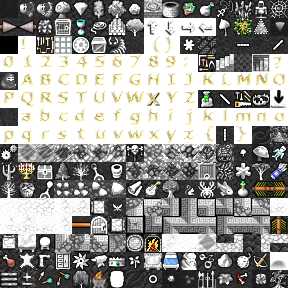 ( ) * -
0 1 2 3 4 5 6 7 8 9 : ;
A B C D E F G H I J K L M N O
P Q R S T U V W X Y Z
a b c d e f g h i j k l m n o
p q r s t u v w x y z { | }